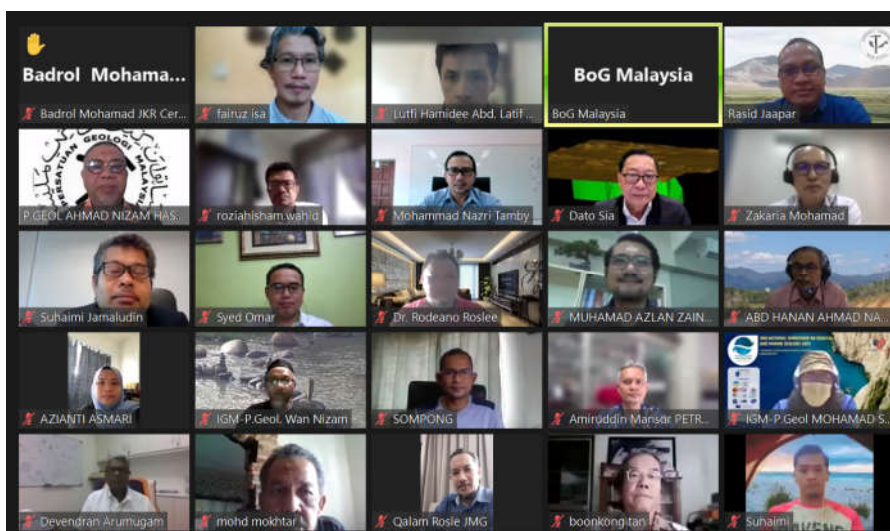 Badrol Mohama...
Badrol Mohamad JKR Cer...
fairuz isa
Lutfi Hamidee Abd. Latif ...
BoG Malaysia
BoG Malaysia
Rasid Jaapar
PERSATUAN GEOLOGI MALAYSIA
P.GEOL AHMAD NIZAM HAS...
roziahisham.wahid
Mohammad Nazri Tamby
Dato Sia
Zakaria Mohamad
Suhaimi Jamaludin
Syed Omar
Dr. Rodeano Roslee
MUHAMAD AZLAN ZAIN...
ABD HANAN AHMAD NA...
AZIANTI ASMARI
IGM-P.Geol. Wan Nizam
SOMPONG
Amiruddin Mansor PETR...
IGM-P.Geol MOHAMAD S...
Devendran Arumugam
mohd mokhtar
Qalam Rosle JMG
boonkong tan
Suhaimi